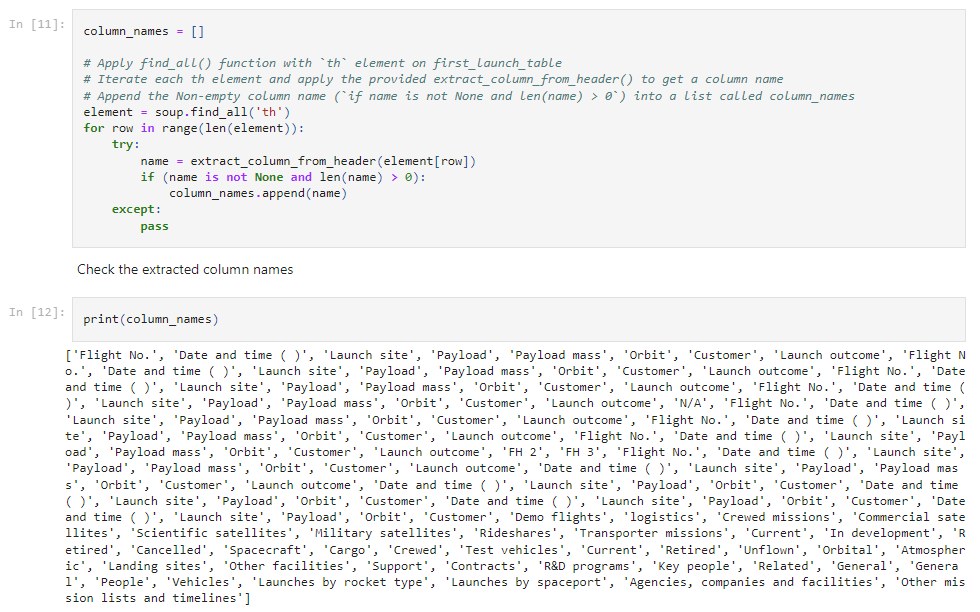 In [11]:
column_names = []
# Apply find_all() function with `th` element on first_launch_table
# Iterate each th element and apply the provided extract_column_from_header() to get a column name
# Append the Non-empty column name (`if name is not None and len(name) > 0`) into a list called column_names
element = soup.find_all('th')
for row in range(len(element)):
    try:
        name = extract_column_from_header(element[row])
        if (name is not None and len(name) > 0):
            column_names.append(name)
    except:
        pass
Check the extracted column names
In [12]:
print(column_names)
['Flight No.', 'Date and time ( )', 'Launch site', 'Payload', 'Payload mass', 'Orbit', 'Customer', 'Launch outcome', 'Flight N
o.', 'Date and time ( )', 'Launch site', 'Payload', 'Payload mass', 'Orbit', 'Customer', 'Launch outcome', 'Flight No.', 'Date
and time ( )', 'Launch site', 'Payload', 'Payload mass', 'Orbit', 'Customer', 'Launch outcome', 'Flight No.', 'Date and time (
)', 'Launch site', 'Payload', 'Payload mass', 'Orbit', 'Customer', 'Launch outcome', 'N/A', 'Flight No.', 'Date and time ( )',
'Launch site', 'Payload', 'Payload mass', 'Orbit', 'Customer', 'Launch outcome', 'Flight No.', 'Date and time ( )', 'Launch si
te', 'Payload', 'Payload mass', 'Orbit', 'Customer', 'Launch outcome', 'Flight No.', 'Date and time ( )', 'Launch site', 'Payl
oad', 'Payload mass', 'Orbit', 'Customer', 'Launch outcome', 'FH 2', 'FH 3', 'Flight No.', 'Date and time ( )', 'Launch site',
'Payload', 'Payload mass', 'Orbit', 'Customer', 'Launch outcome', 'Date and time ( )', 'Launch site', 'Payload', 'Payload mas
s', 'Orbit', 'Customer', 'Launch outcome', 'Date and time ( )', 'Launch site', 'Payload', 'Orbit', 'Customer', 'Date and time
( )', 'Launch site', 'Payload', 'Orbit', 'Customer', 'Date and time ( )', 'Launch site', 'Payload', 'Orbit', 'Customer', 'Date
and time ( )', 'Launch site', 'Payload', 'Orbit', 'Customer', 'Demo flights', 'logistics', 'Crewed missions', 'Commercial sate
llites', 'Scientific satellites', 'Military satellites', 'Rideshares', 'Transporter missions', 'Current', 'In development', 'R
etired', 'Cancelled', 'Spacecraft', 'Cargo', 'Crewed', 'Test vehicles', 'Current', 'Retired', 'Unflown', 'Orbital', 'Atmospher
ic', 'Landing sites', 'Other facilities', 'Support', 'Contracts', 'R&D programs', 'Key people', 'Related', 'General', 'Genera
l', 'People', 'Vehicles', 'Launches by rocket type', 'Launches by spaceport', 'Agencies, companies and facilities', 'Other mis
sion lists and timelines']